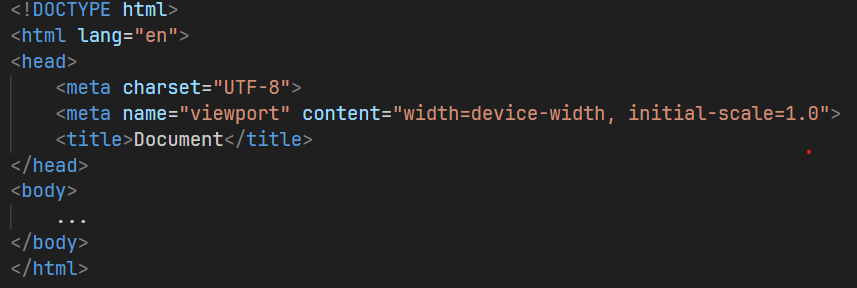 <!DOCTYPE html>
<html lang="en">
<head>
    <meta charset="UTF-8">
    <meta name="viewport" content="width=device-width, initial-scale=1.0">
    <title>Document</title>
</head>
<body>
    ...
</body>
</html>